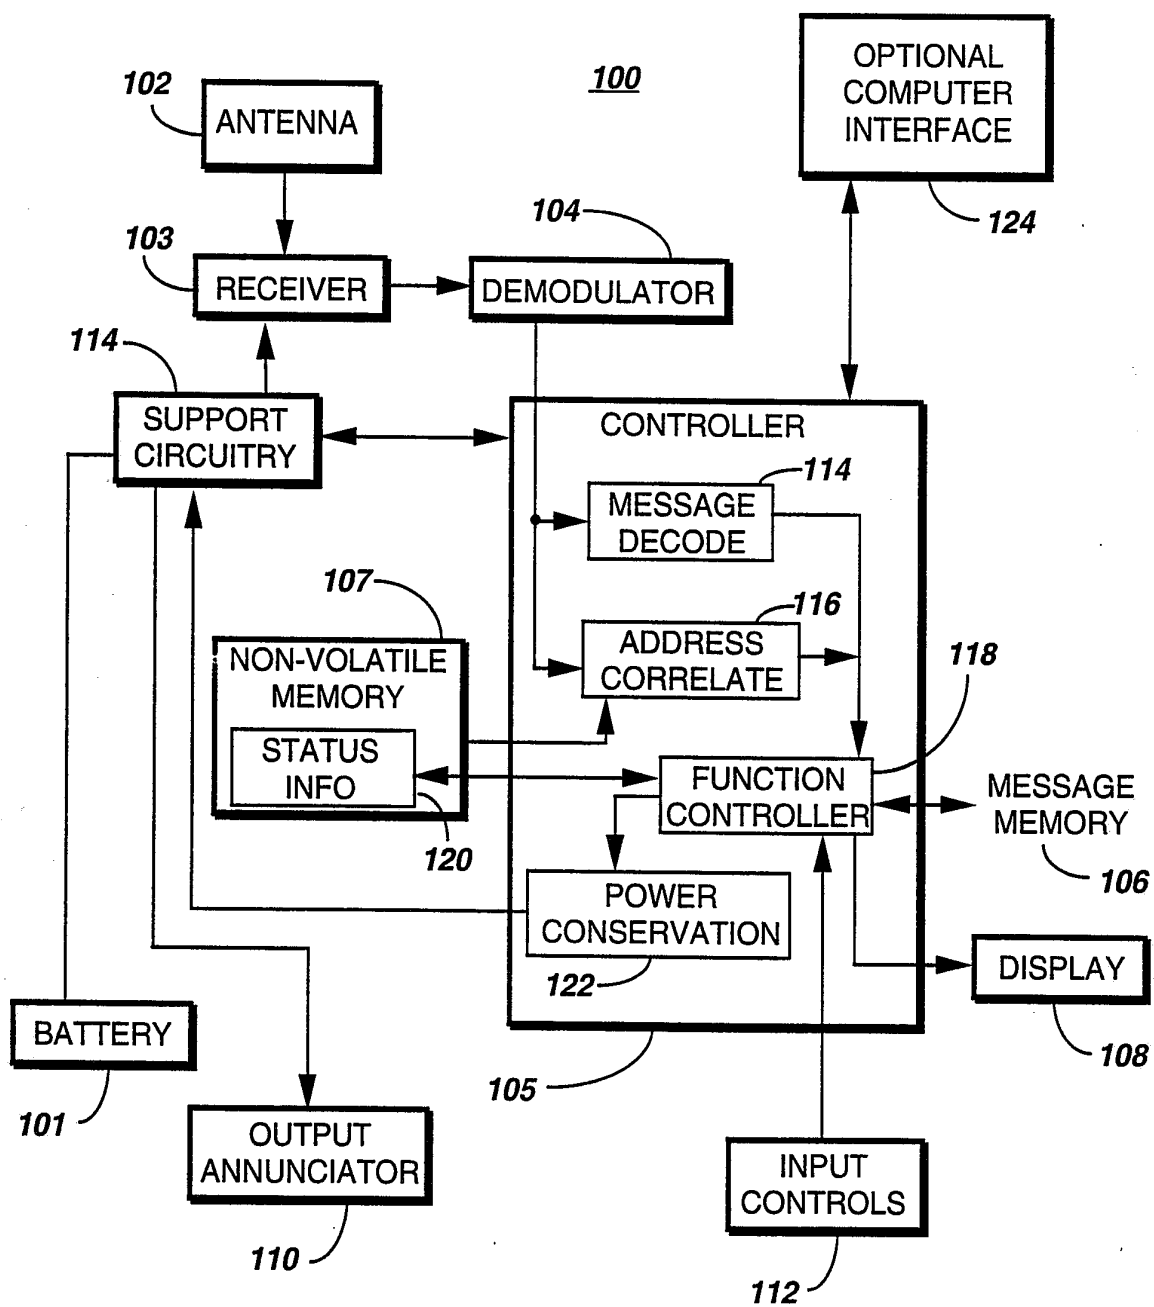 100
102
ANTENNA
OPTIONAL
COMPUTER
INTERFACE
124
103
RECEIVER
104
DEMODULATOR
114
SUPPORT
CIRCUITRY
CONTROLLER
114
MESSAGE
DECODE
107
NON-VOLATILE
MEMORY
STATUS
INFO
120
116
ADDRESS
CORRELATE
118
FUNCTION
CONTROLLER
MESSAGE
MEMORY
106
POWER
CONSERVATION
122
DISPLAY
108
BATTERY
101
105
OUTPUT
ANNUNCIATOR
110
INPUT
CONTROLS
112